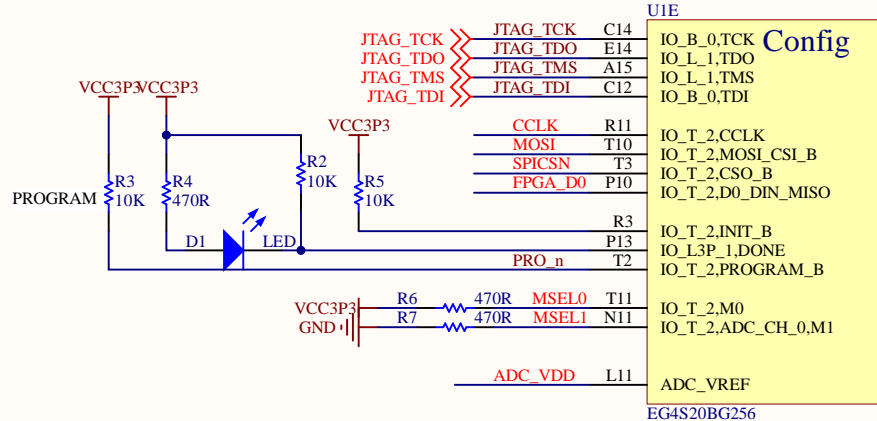 U1E
Config
JTAG_TCK JTAG_TCK C14 IO_B_0,TCK
JTAG_TDO JTAG_TDO E14 IO_L_1,TDO
JTAG_TMS JTAG_TMS A15 IO_L_1,TMS
JTAG_TDI JTAG_TDI C12 IO_B_0,TDI
VCC3P3 VCC3P3
VCC3P3
CCLK R11 IO_T_2,CCLK
MOSI T10 IO_T_2,MOSI_CSI_B
SPICSN T3 IO_T_2,CSO_B
FPGA_D0 P10 IO_T_2,D0_DIN_MISO
PROGRAM
R3 10K
R4 470R
R2 10K
R5 10K
R3 IO_T_2,INIT_B
D1 LED P13 IO_L3P_1,DONE
PRO_n T2 IO_T_2,PROGRAM_B
VCC3P3 R6 470R MSEL0 T11 IO_T_2,M0
GND R7 470R MSEL1 N11 IO_T_2,ADC_CH_0,M1
ADC_VDD L11 ADC_VREF
EG4S20BG256